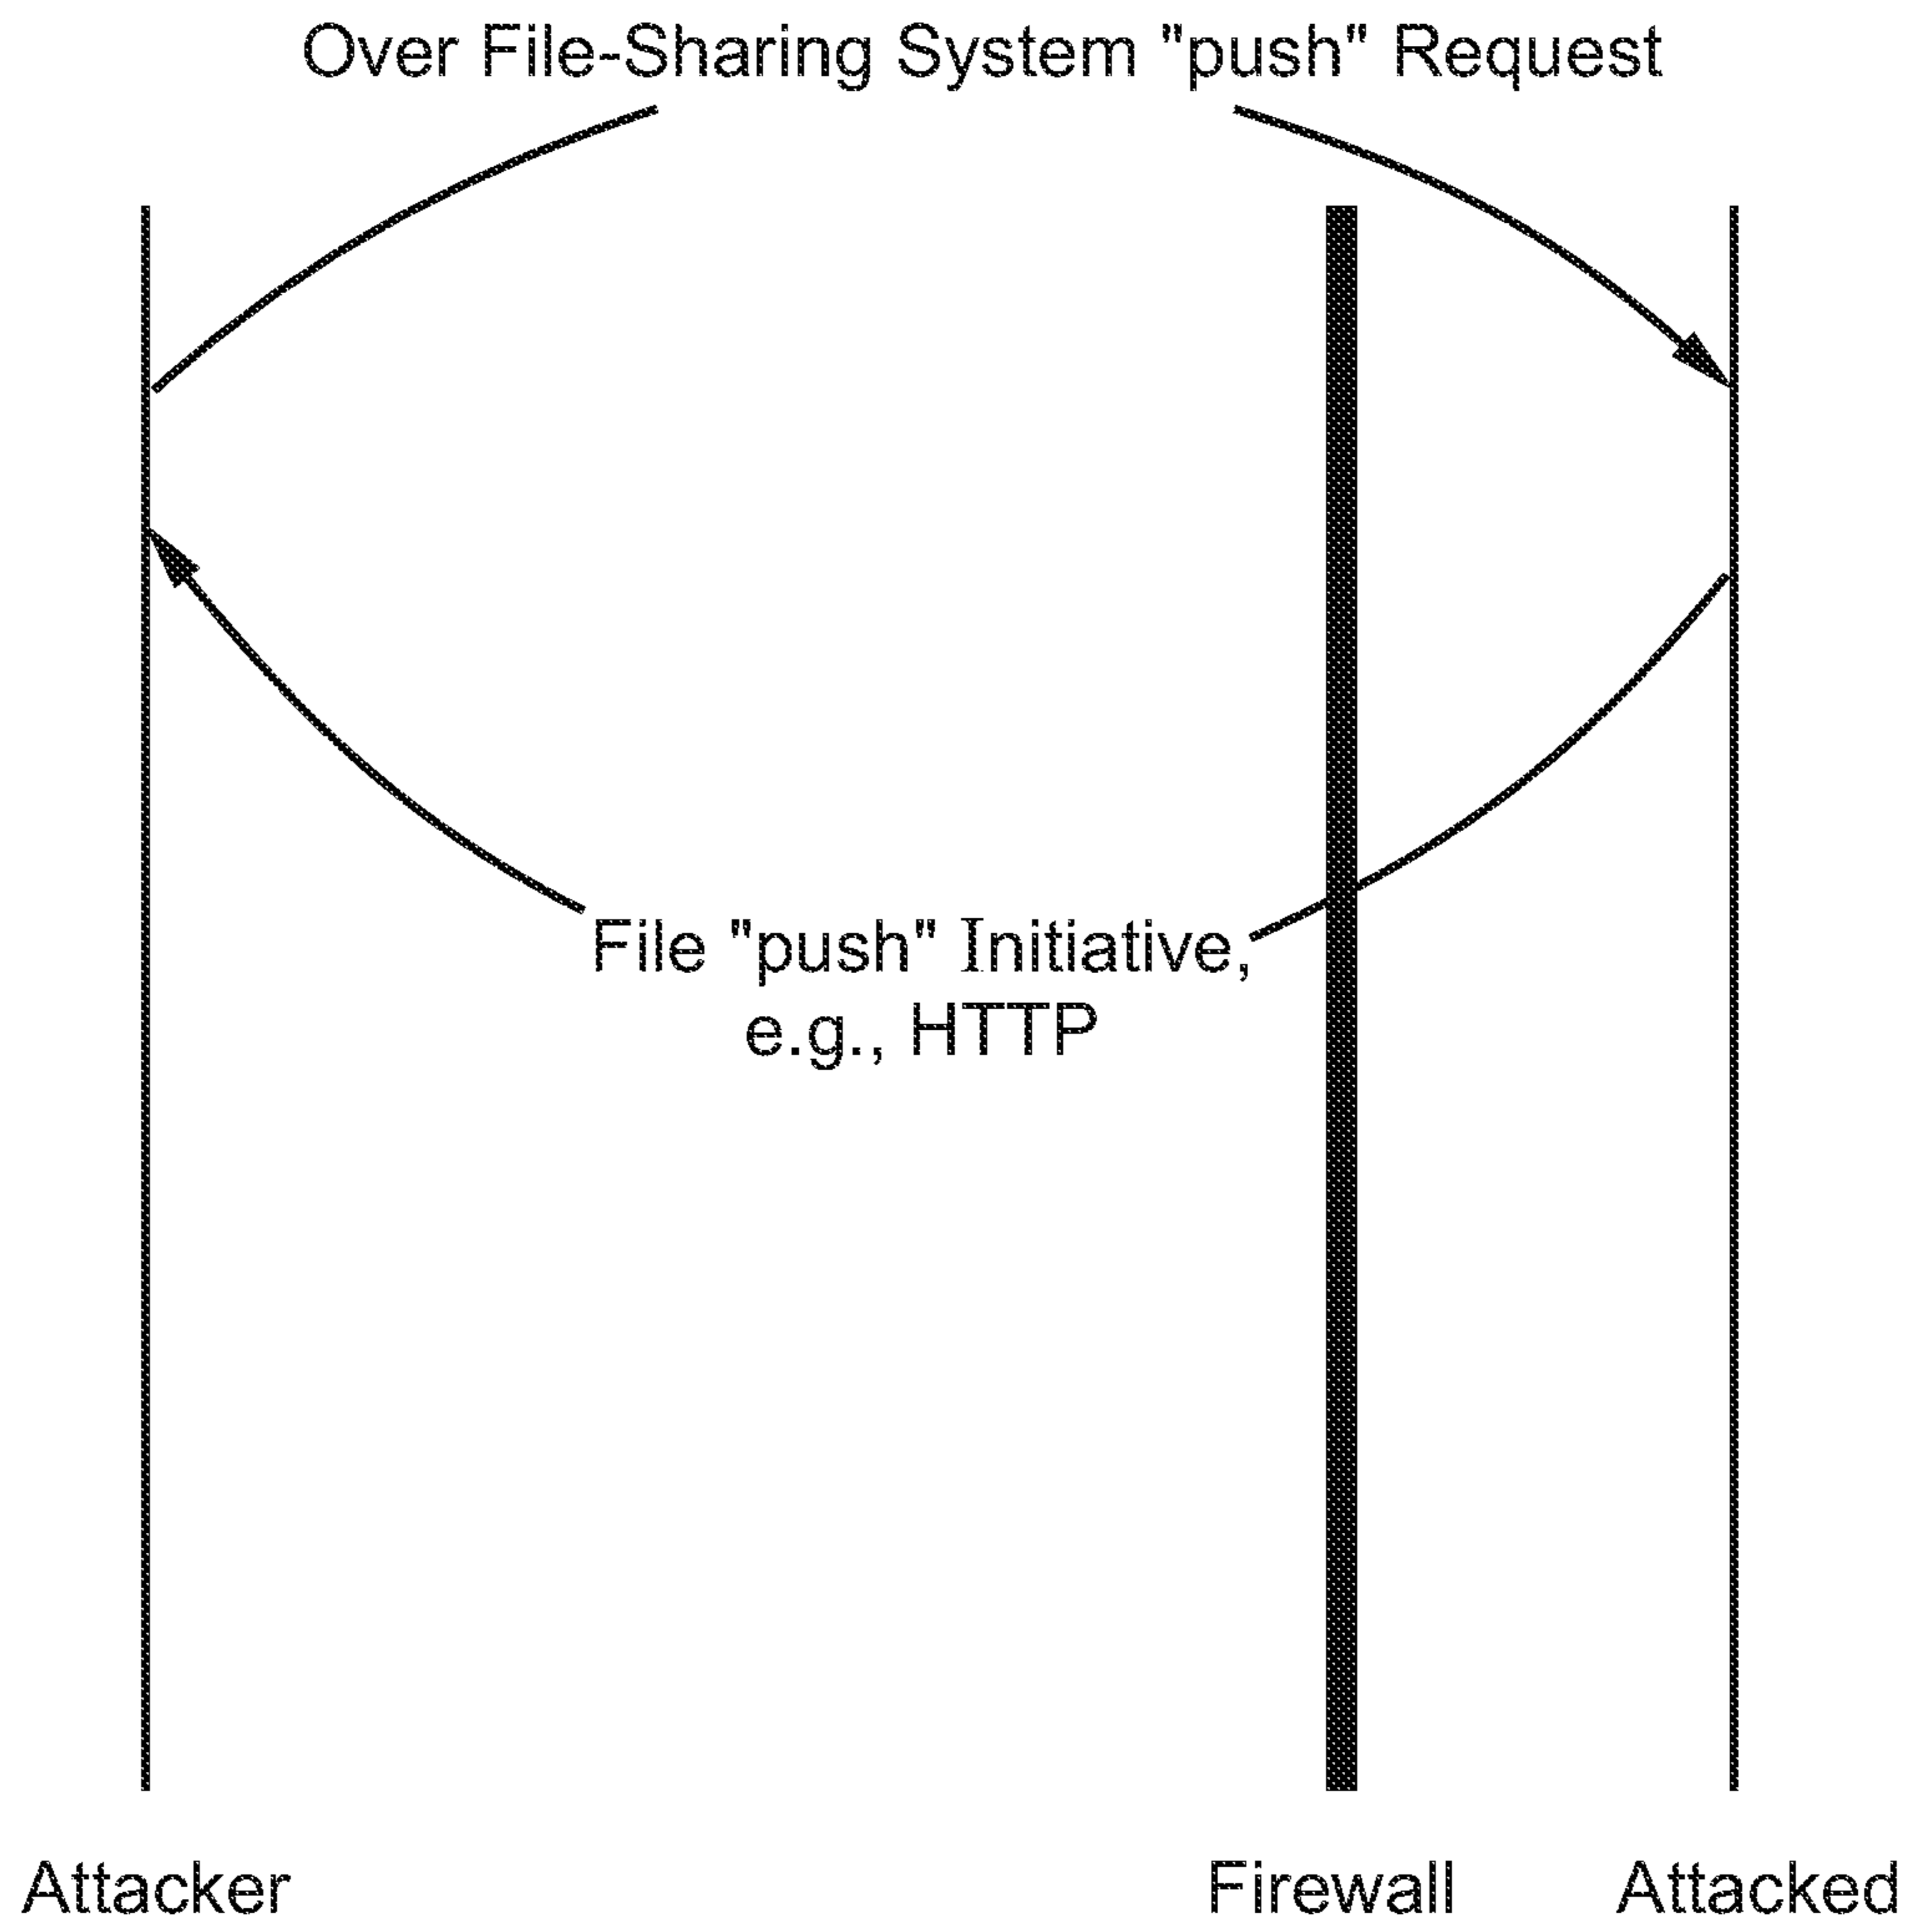 Over File-Sharing System "push" Request
File "push" Initiative,
e.g., HTTP
Attacker
Firewall
Attacked